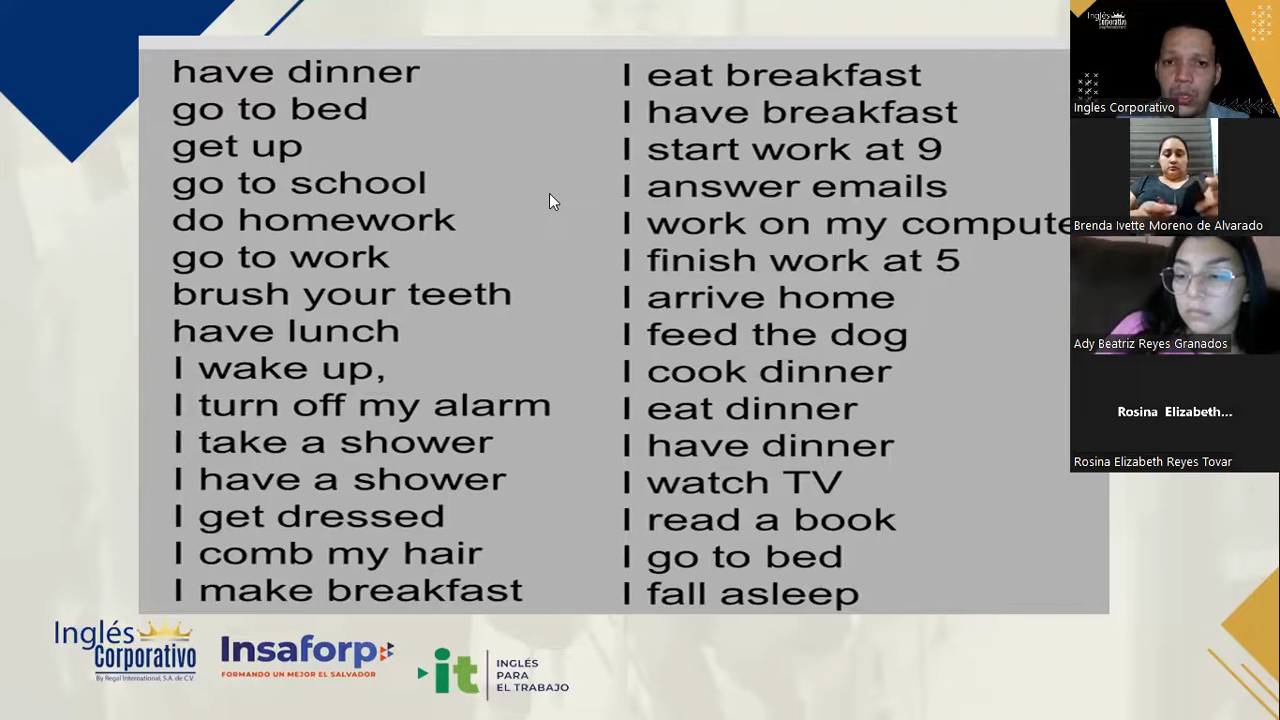 have dinner
go to bed
get up
go to school
do homework
go to work
brush your teeth
have lunch
I wake up,
I turn off my alarm
I take a shower
I have a shower
I get dressed
I comb my hair
I make breakfast
I eat breakfast
I have breakfast
I start work at 9
I answer emails
I work on my compute
I finish work at 5
I arrive home
I feed the dog
I cook dinner
I eat dinner
I have dinner
I watch TV
I read a book
I go to bed
I fall asleep
Inglés
Corporativo
By Regal International, S.A. de C.V.
Insaforp
FORMANDO UN MEJOR EL SALVADOR
it
INGLÉS
PARA
EL TRABAJO
Inglés
Corporativo
Ingles Corporativo
Brenda Ivette Moreno de Alvarado
Ady Beatriz Reyes Granados
Rosina Elizabeth...
Rosina Elizabeth Reyes Tovar